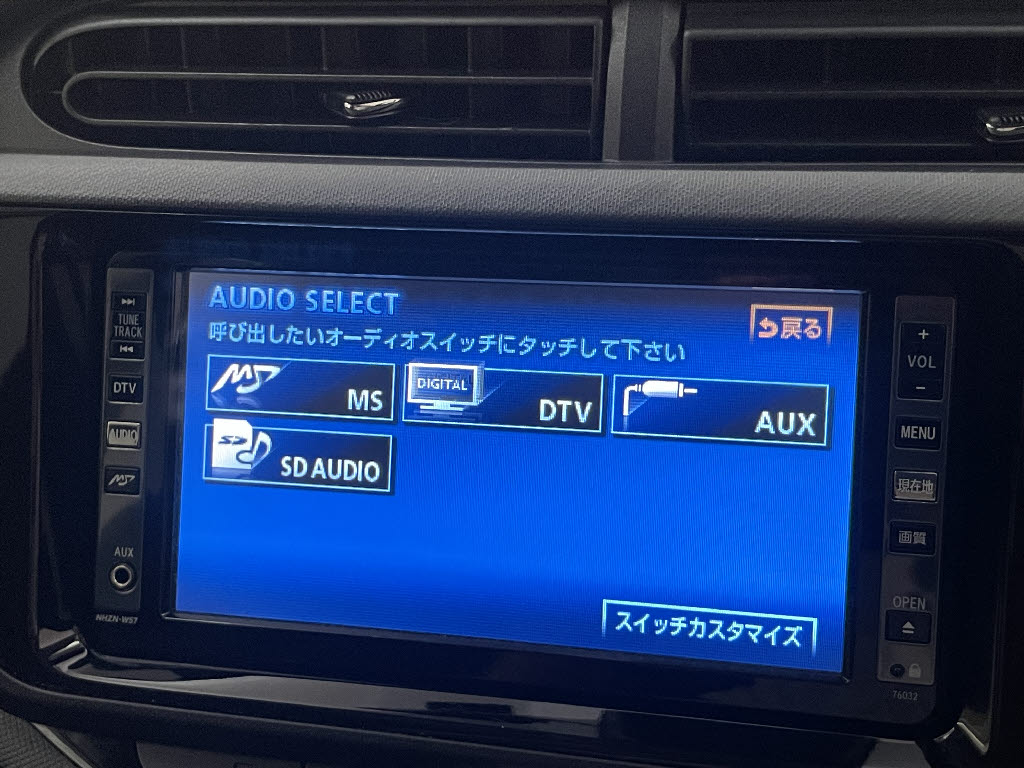 TUNE
TRACK
DTV
AUDIO
MS
AUX
NHZN-W57
AUDIO SELECT
戻る
呼び出したいオーディオスイッチにタッチして下さい
MS
MS
DIGITAL
DTV
AUX
SD
SD AUDIO
スイッチカスタマイズ
+
VOL
−
MENU
現在地
画質
OPEN
76032